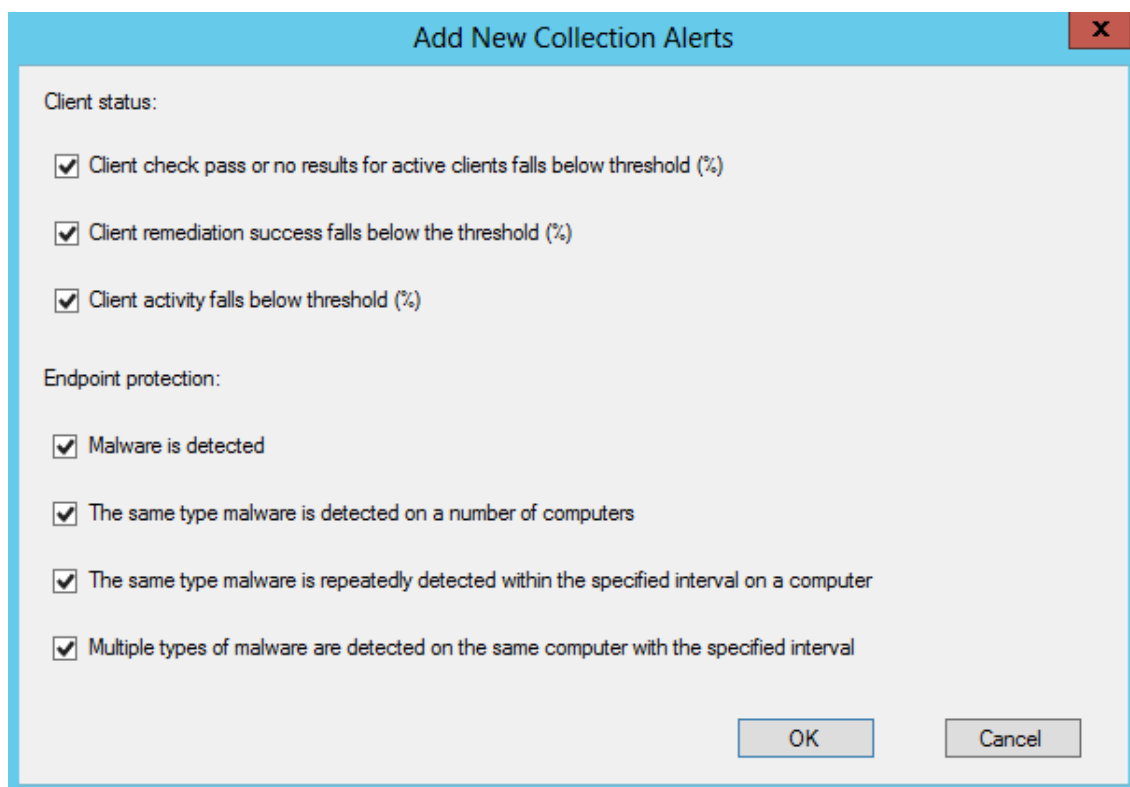 Add New Collection Alerts
x
Client status:
Client check pass or no results for active clients falls below threshold (%)
Client remediation success falls below the threshold (%)
Client activity falls below threshold (%)
Endpoint protection:
Malware is detected
The same type malware is detected on a number of computers
The same type malware is repeatedly detected within the specified interval on a computer
Multiple types of malware are detected on the same computer with the specified interval
OK Cancel